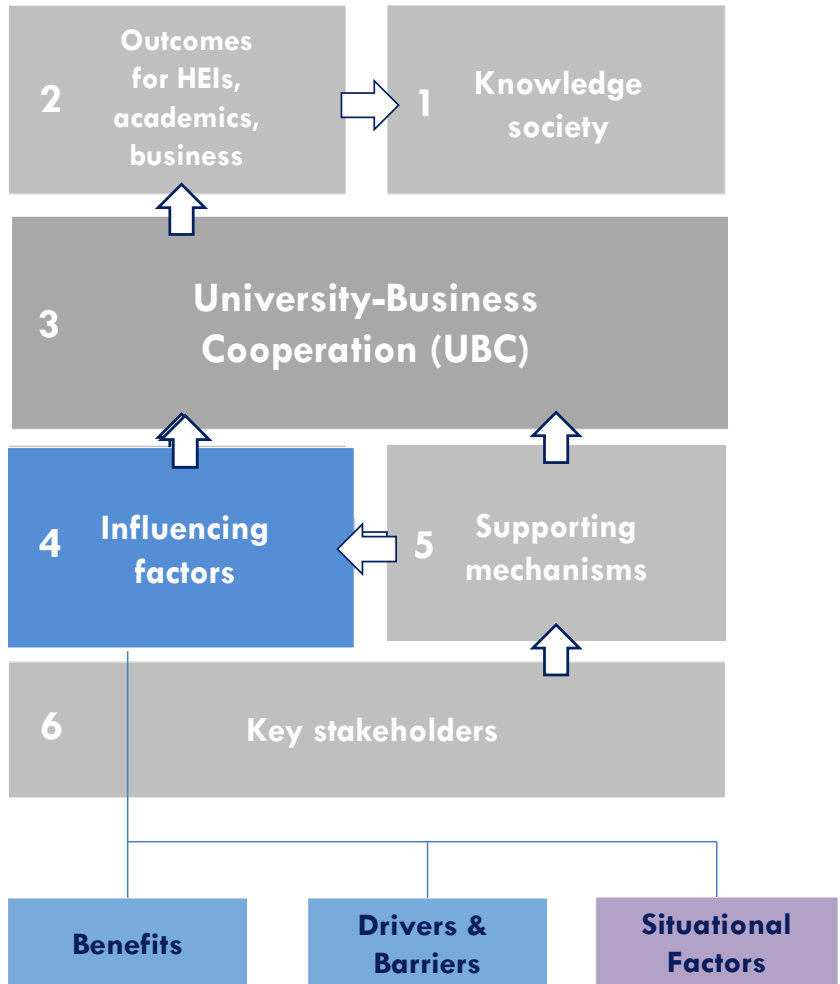 2
Outcomes
for HEIs,
academics,
business
1
Knowledge
society
3
University-Business
Cooperation (UBC)
4
Influencing
factors
5
Supporting
mechanisms
6
Key stakeholders
Benefits
Drivers &
Barriers
Situational
Factors